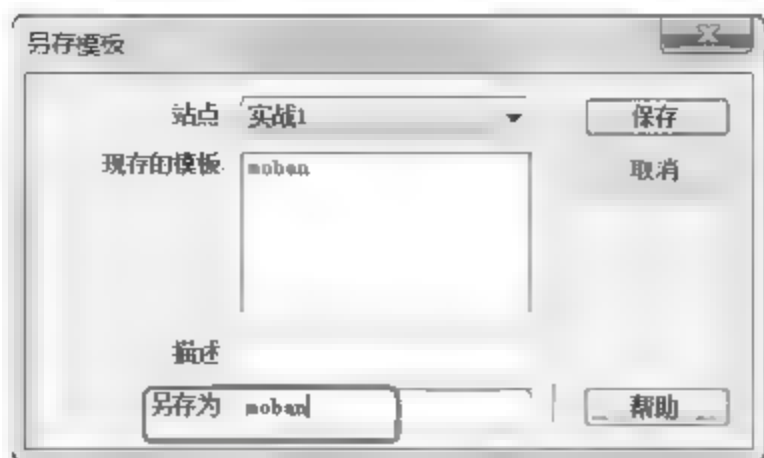 另存模板
站点 实战1 保存
现存的模板 moban 取消
描述
另存为 moban 帮助